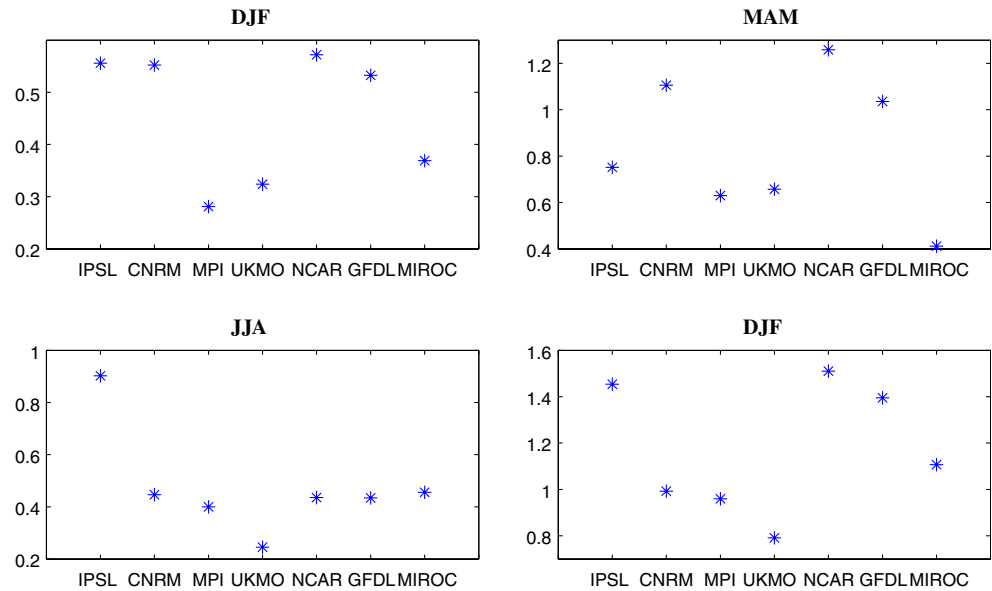 DJF
0.5
0.4
0.3
0.2
IPSL CNRM MPI UKMO NCAR GFDL MIROC
MAM
1.2
1
0.8
0.6
0.4
IPSL CNRM MPI UKMO NCAR GFDL MIROC
JJA
1
0.8
0.6
0.4
0.2
IPSL CNRM MPI UKMO NCAR GFDL MIROC
DJF
1.6
1.4
1.2
1
0.8
IPSL CNRM MPI UKMO NCAR GFDL MIROC